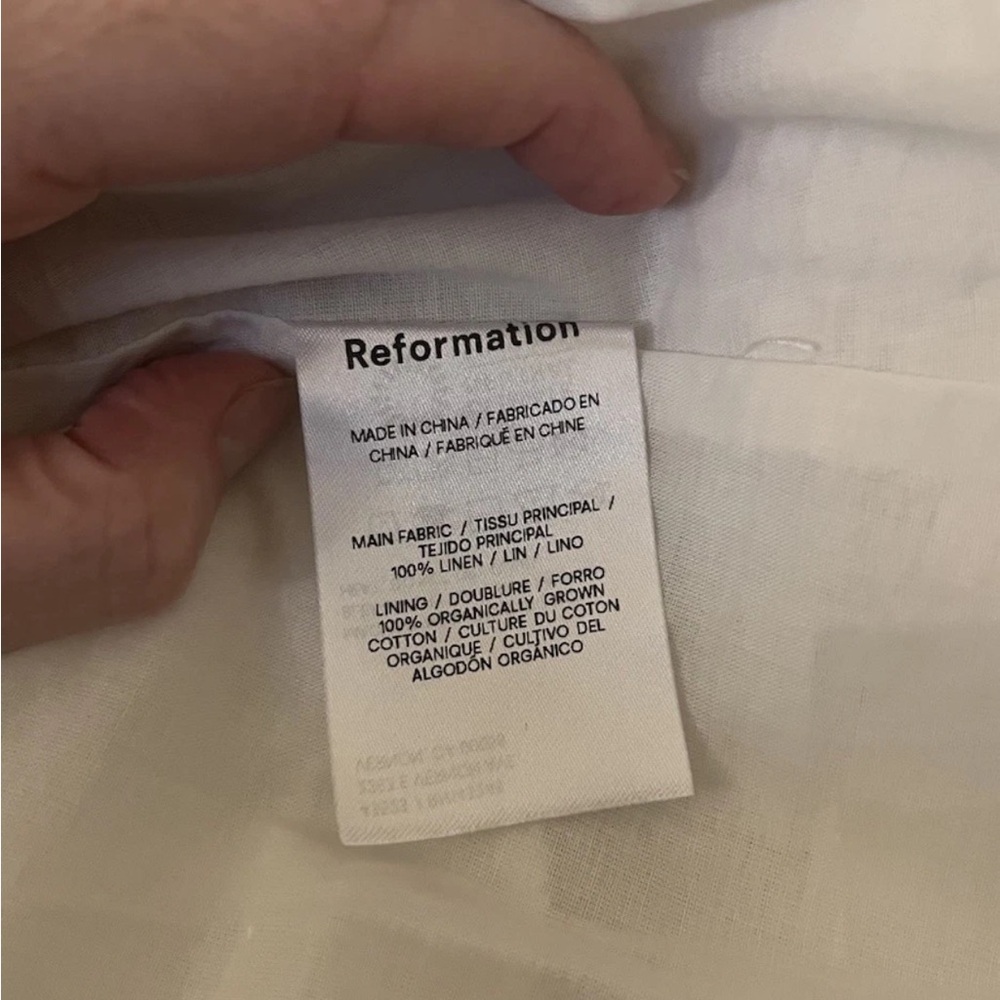 Reformation
MADE IN CHINA / FABRICADO EN
CHINA / FABRIQUÉ EN CHINE
MAIN FABRIC / TISSU PRINCIPAL /
TEJIDO PRINCIPAL
100% LINEN / LIN / LINO
LINING / DOUBLURE / FORRO
100% ORGANICALLY GROWN
COTTON / CULTURE DU COTON
ORGANIQUE / CULTIVO DEL
ALGODÓN ORGÁNICO